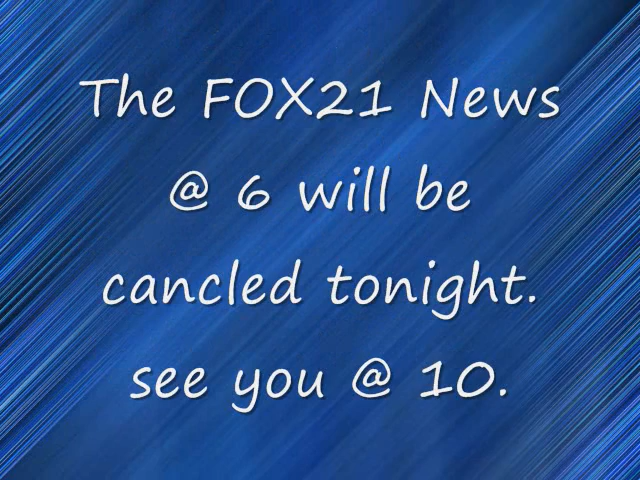 The FOX21 News
@ 6 will be
cancled tonight.
see you @ 10.